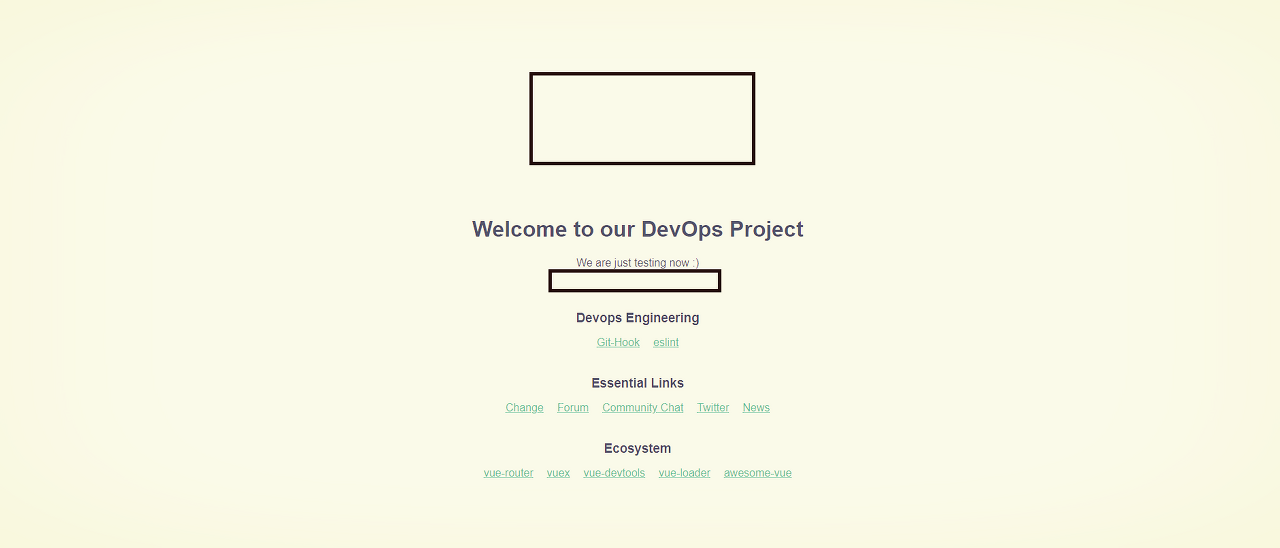 Welcome to our DevOps Project
We are just testing now :)
Devops Engineering
Git-Hook eslint
Essential Links
Change Forum Community Chat Twitter News
Ecosystem
vue-router vuex vue-devtools vue-loader awesome-vue